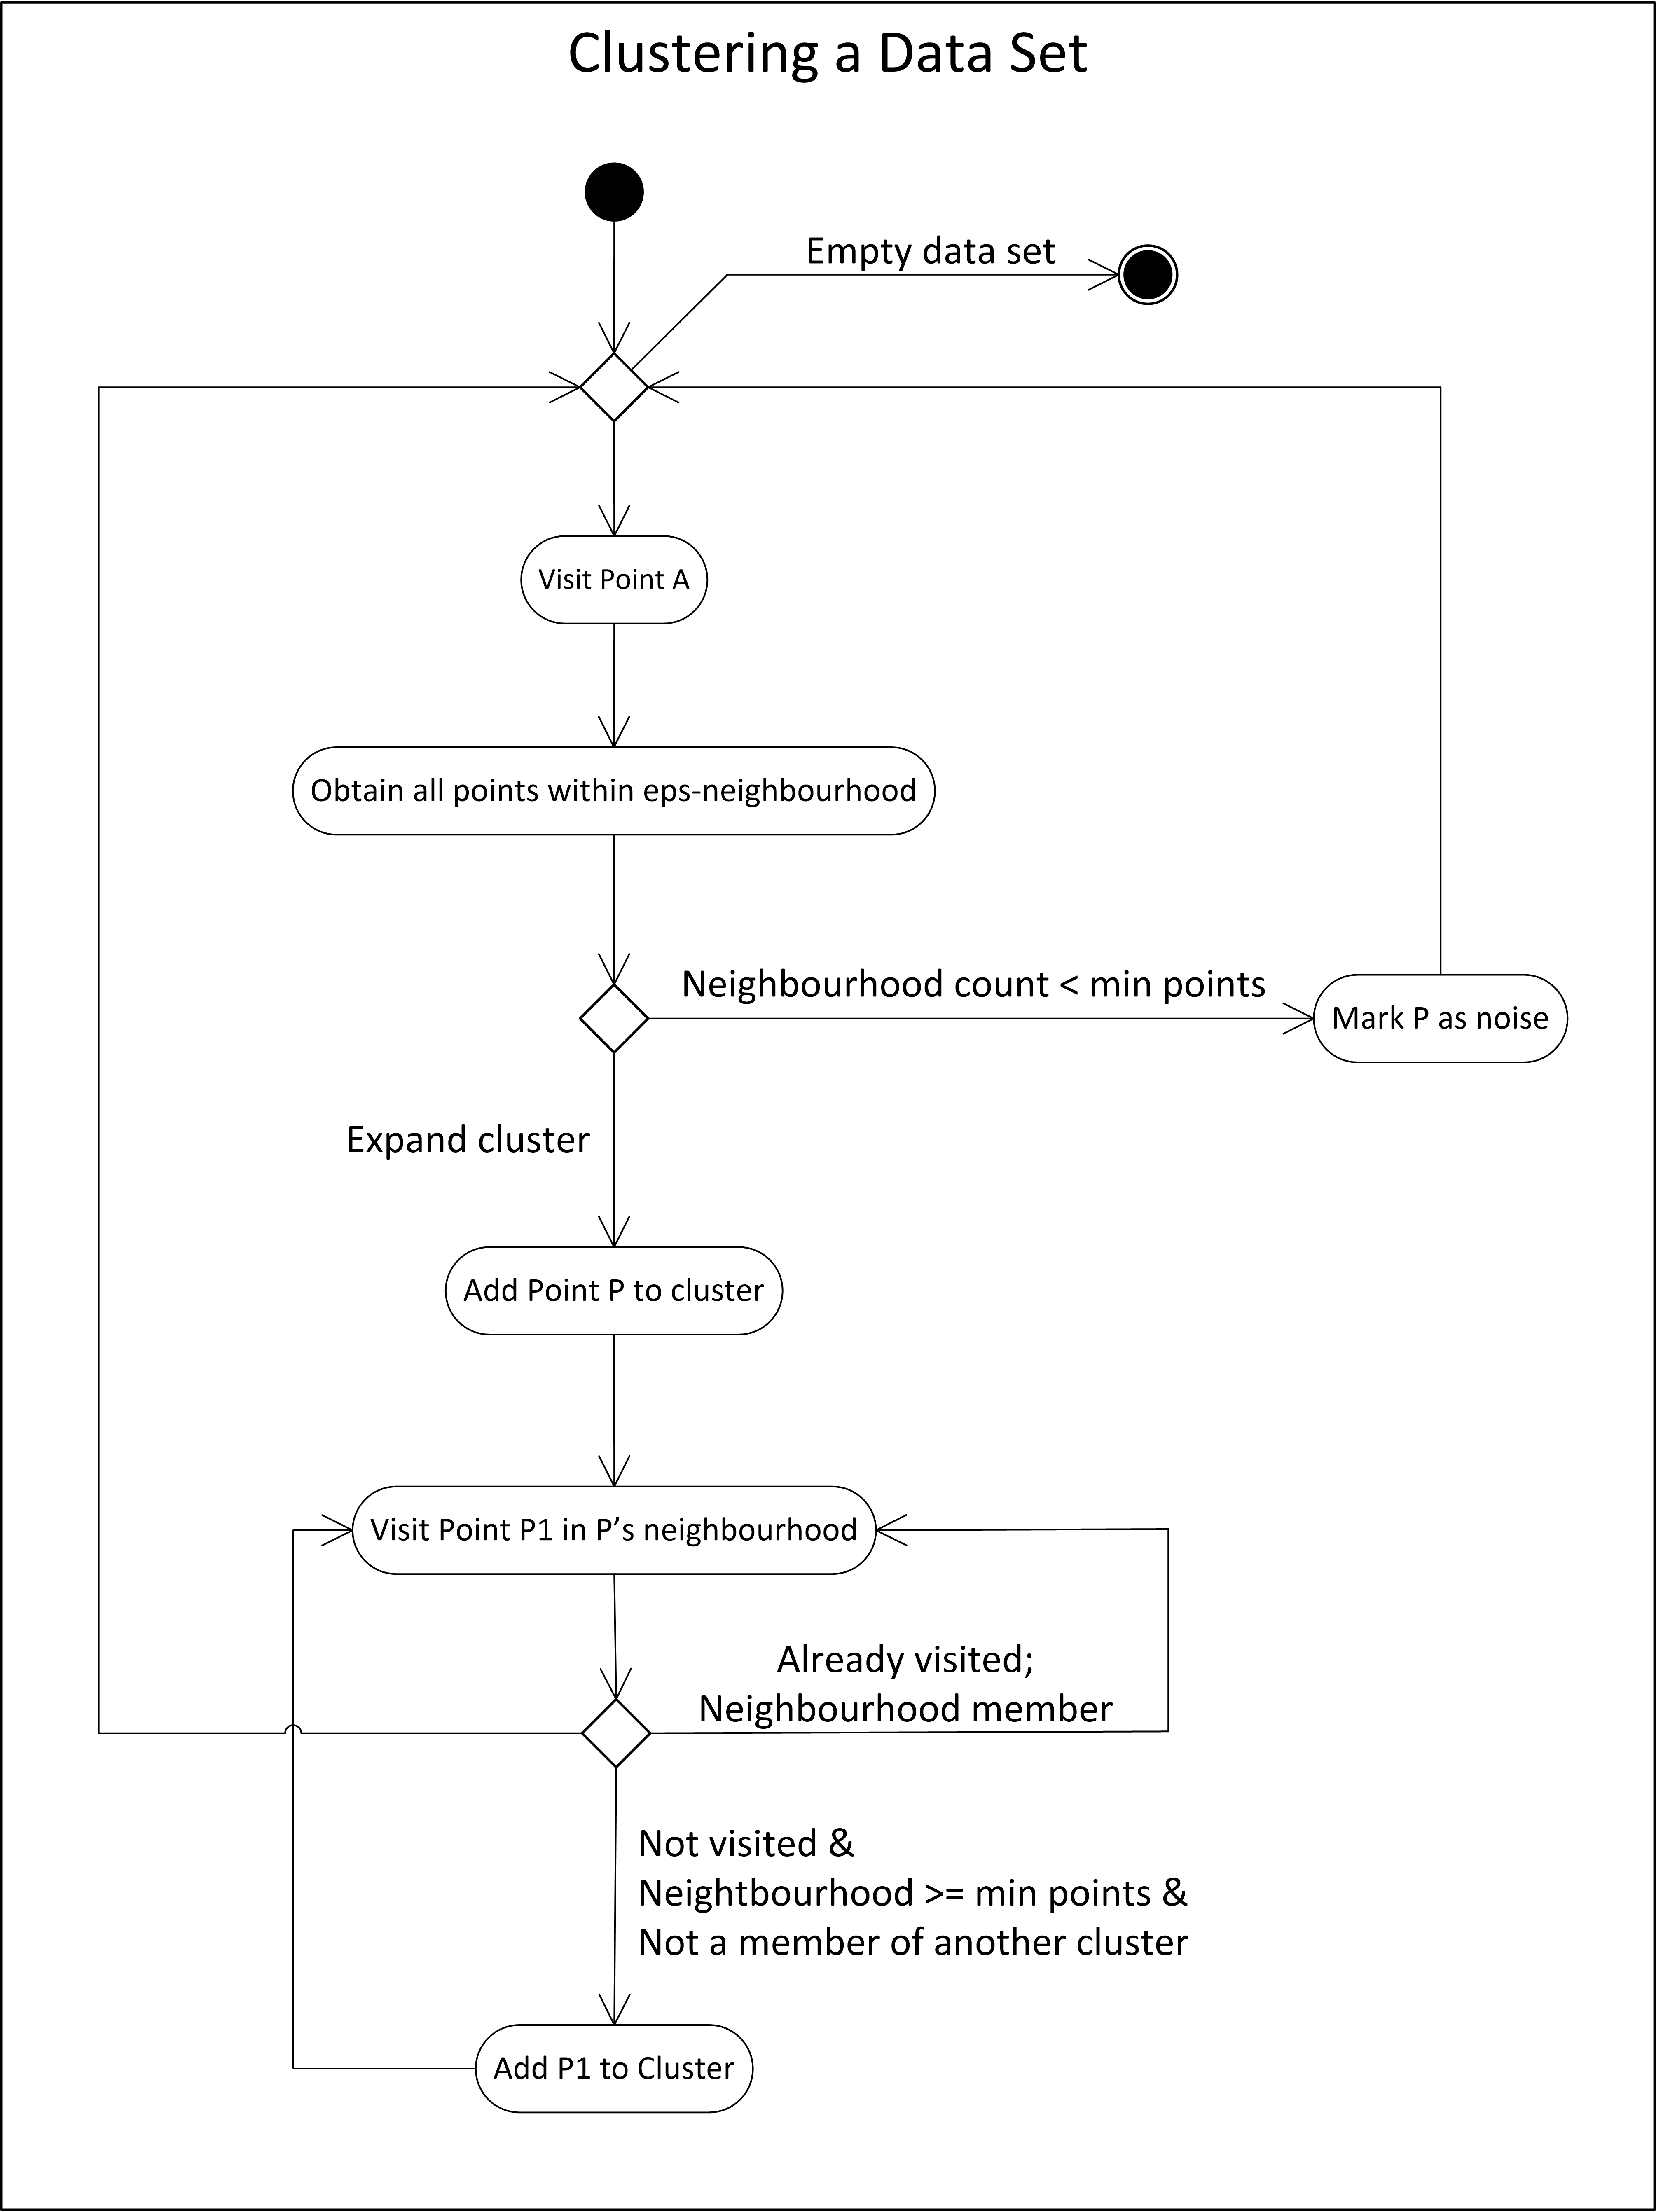 Clustering a Data Set
Empty data set
Visit Point A
Obtain all points within eps-neighbourhood
Neighbourhood count < min points
Mark P as noise
Expand cluster
Add Point P to cluster
Visit Point P1 in P’s neighbourhood
Already visited;
Neighbourhood member
Not visited &
Neightbourhood >= min points &
Not a member of another cluster
Add P1 to Cluster